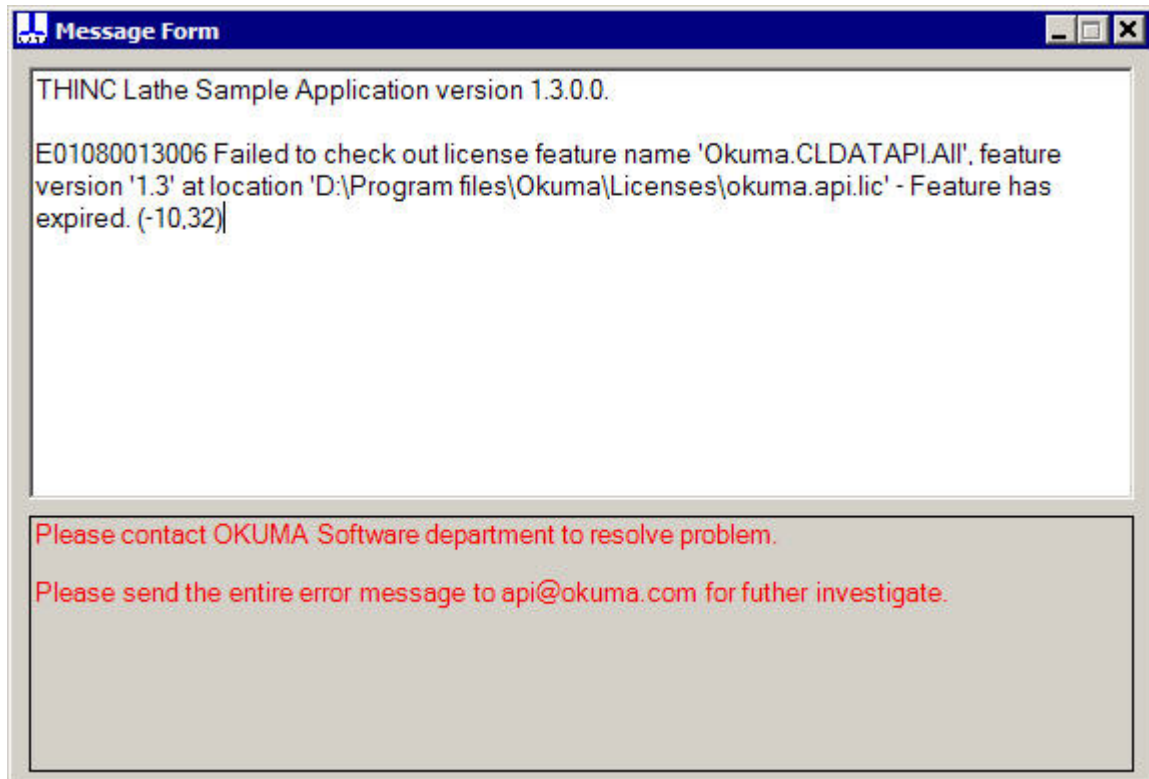 Message Form
THINC Lathe Sample Application version 1.3.0.0.
E01080013006 Failed to check out license feature name 'Okuma.CLDATAPI.All', feature
version '1.3' at location 'D:\Program files\Okuma\Licenses\okuma.api.lic' - Feature has
expired. (-10,32)
Please contact OKUMA Software department to resolve problem.
Please send the entire error message to api@okuma.com for futher investigate.